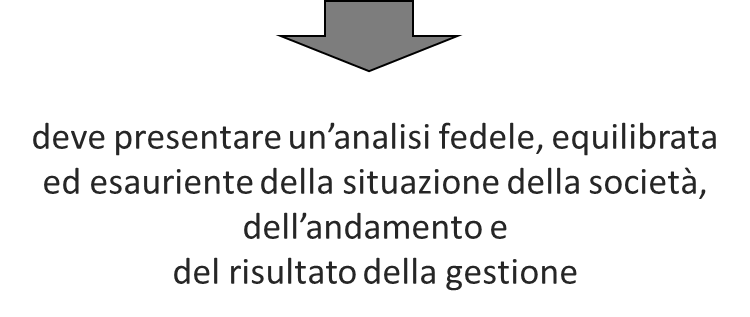 deve presentare un’analisi fedele, equilibrata
ed esauriente della situazione della società,
dell’andamento e
del risultato della gestione